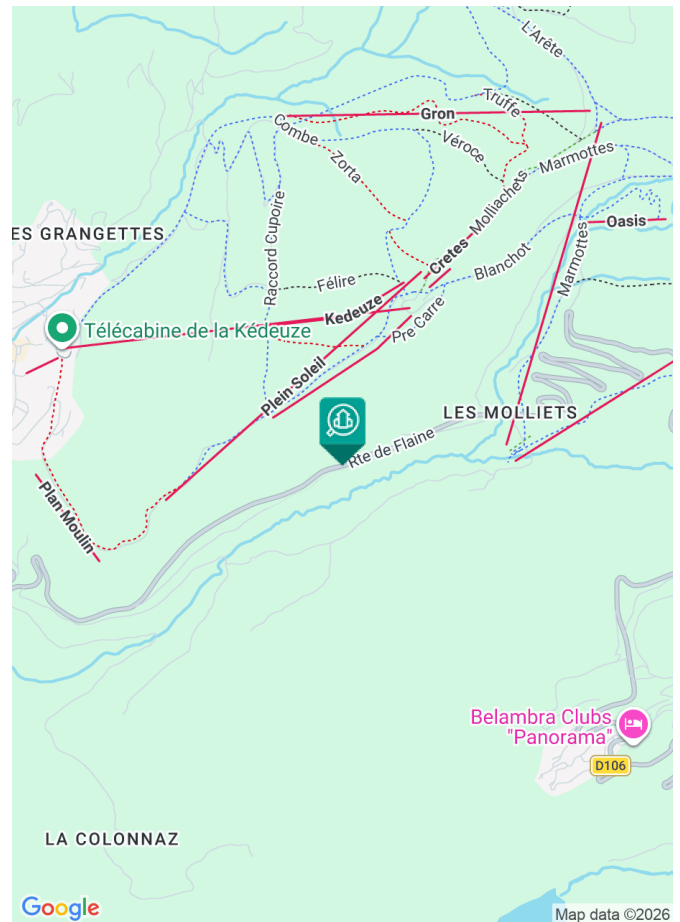 L'Arête
Truffe
Gron
Combe
Véroce
Zorta
Marmottes
Molliachets
Raccord Cupoire
Oasis
ES GRANGETTES
Cretes
Blanchot
Marmottes
Félire
Kedeuze
Télécabine de la Kédeuze
Pre Carre
Plein Soleil
LES MOLLIETS
Rte de Flaine
Plan Moulin
Belambra Clubs
"Panorama"
D106
LA COLONNAZ
Google
Map data ©2026